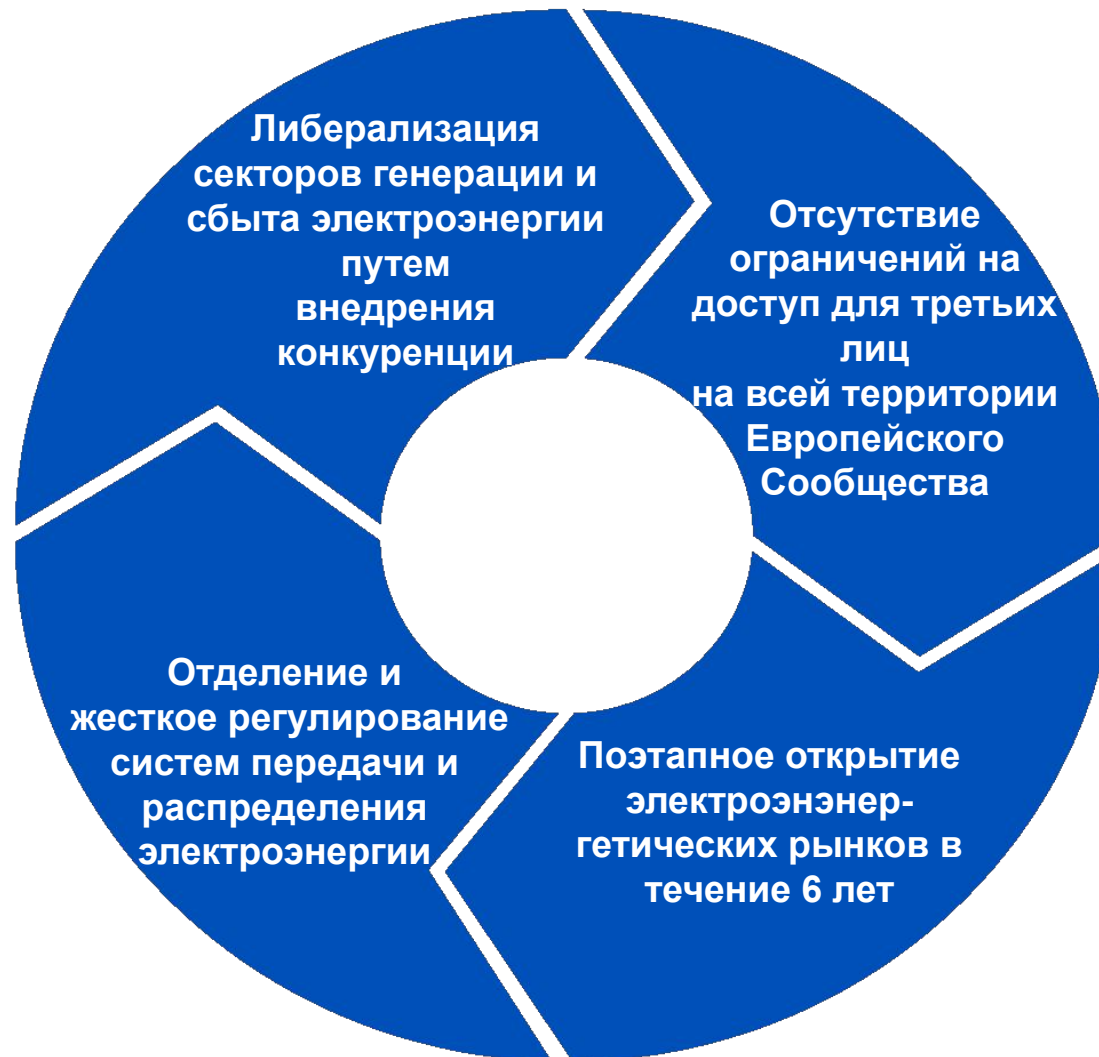 Либерализация
секторов генерации и
сбыта электроэнергии
путем
внедрения
конкуренции
Отсутствие
ограничений на
доступ для третьих
лиц
на всей территории
Европейского
Сообщества
Поэтапное открытие
электроэнэнер-
гетических рынков в
течение 6 лет
Отделение и
жесткое регулирование
систем передачи и
распределения
электроэнергии